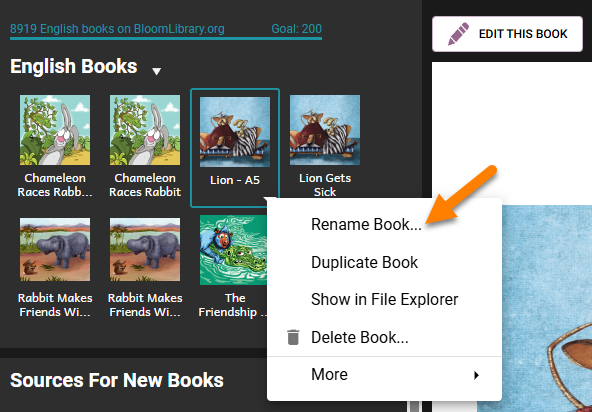 8919 English books on BloomLibrary.org
Goal: 200
EDIT THIS BOOK
English Books
Chameleon
Races Rabb...
Chameleon
Races Rabbit
Lion - A5
Lion Gets
Sick
Rabbit Makes
Friends Wi...
Rabbit Makes
Friends Wi...
The
Friendship ...
Rename Book...
Duplicate Book
Show in File Explorer
Delete Book...
More
Sources For New Books